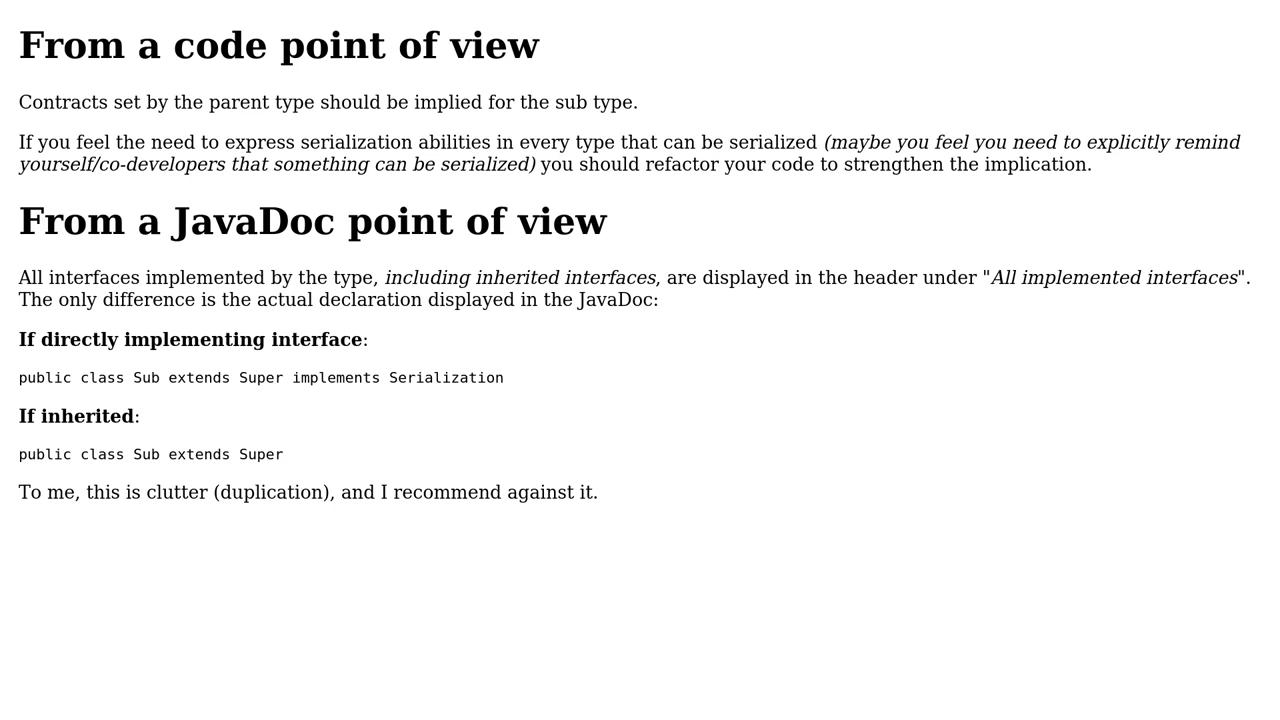 From a code point of view
Contracts set by the parent type should be implied for the sub type.
If you feel the need to express serialization abilities in every type that can be serialized (maybe you feel you need to explicitly remind
yourself/co-developers that something can be serialized) you should refactor your code to strengthen the implication.
From a JavaDoc point of view
All interfaces implemented by the type, including inherited interfaces, are displayed in the header under "All implemented interfaces".
The only difference is the actual declaration displayed in the JavaDoc:
If directly implementing interface:
public class Sub extends Super implements Serialization
If inherited:
public class Sub extends Super
To me, this is clutter (duplication), and I recommend against it.